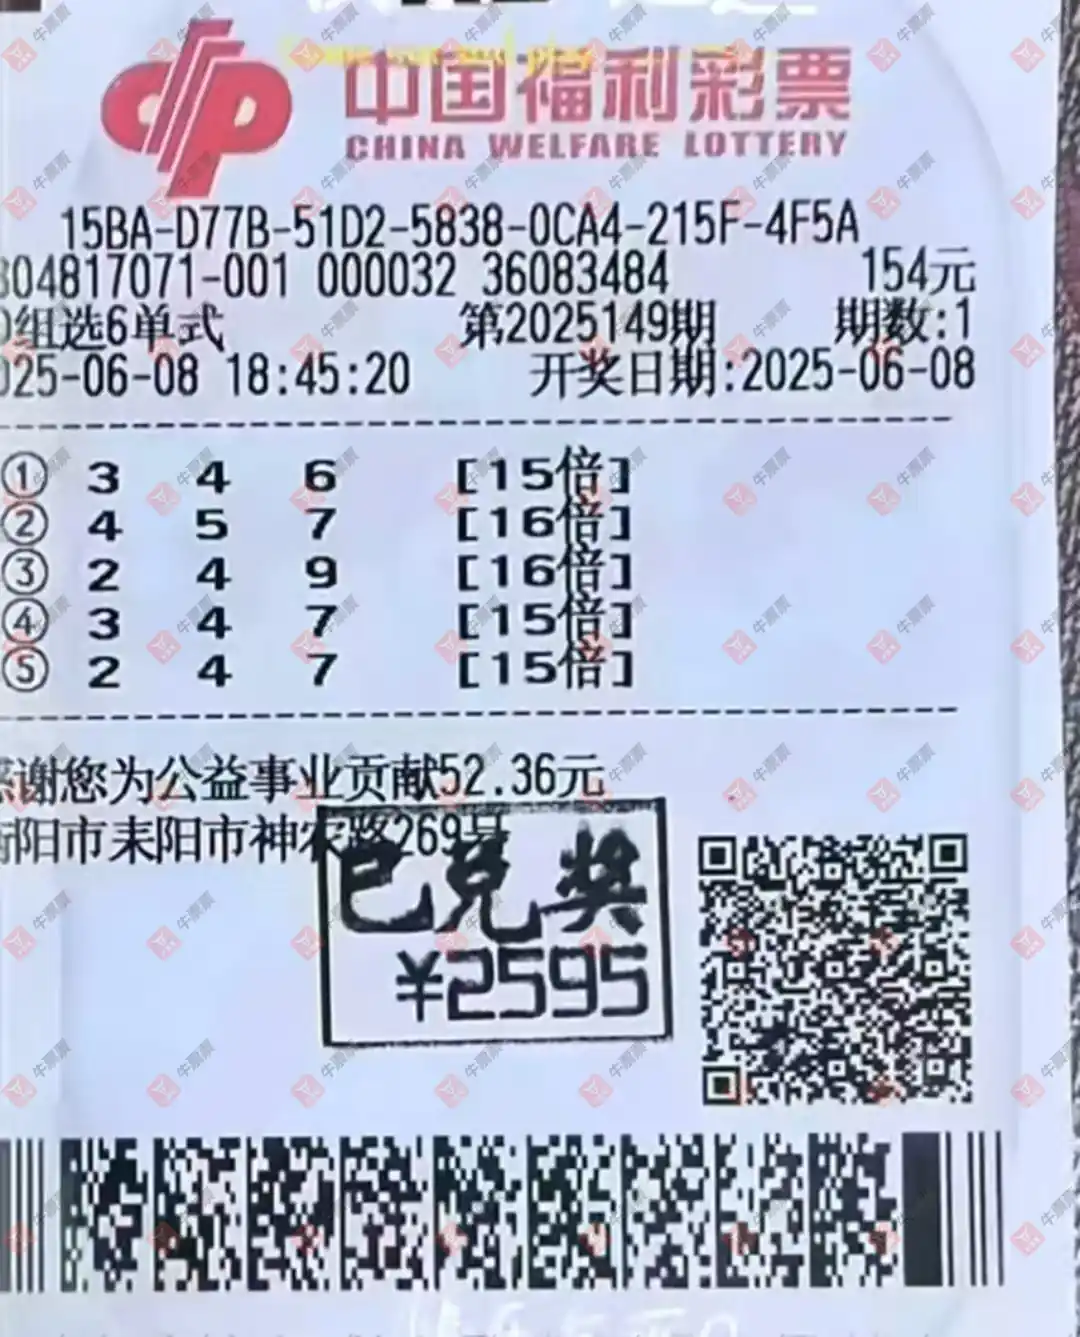 中国福利彩票
CHINA WELFARE LOTTERY
15BA-D77B-51D2-5838-0CA4-215F-4F5A
304817071-001 000032 36083484 154元
D组选6单式 第2025149期 期数:1
025-06-08 18:45:20 开奖日期:2025-06-08
① 3 4 6 [15倍]
② 4 5 7 [16倍]
③ 2 4 9 [16倍]
④ 3 4 7 [15倍]
⑤ 2 4 7 [15倍]
感谢您为公益事业贡献52.36元
衡阳市耒阳市神农路269号
已兑奖
¥2595
牛票票